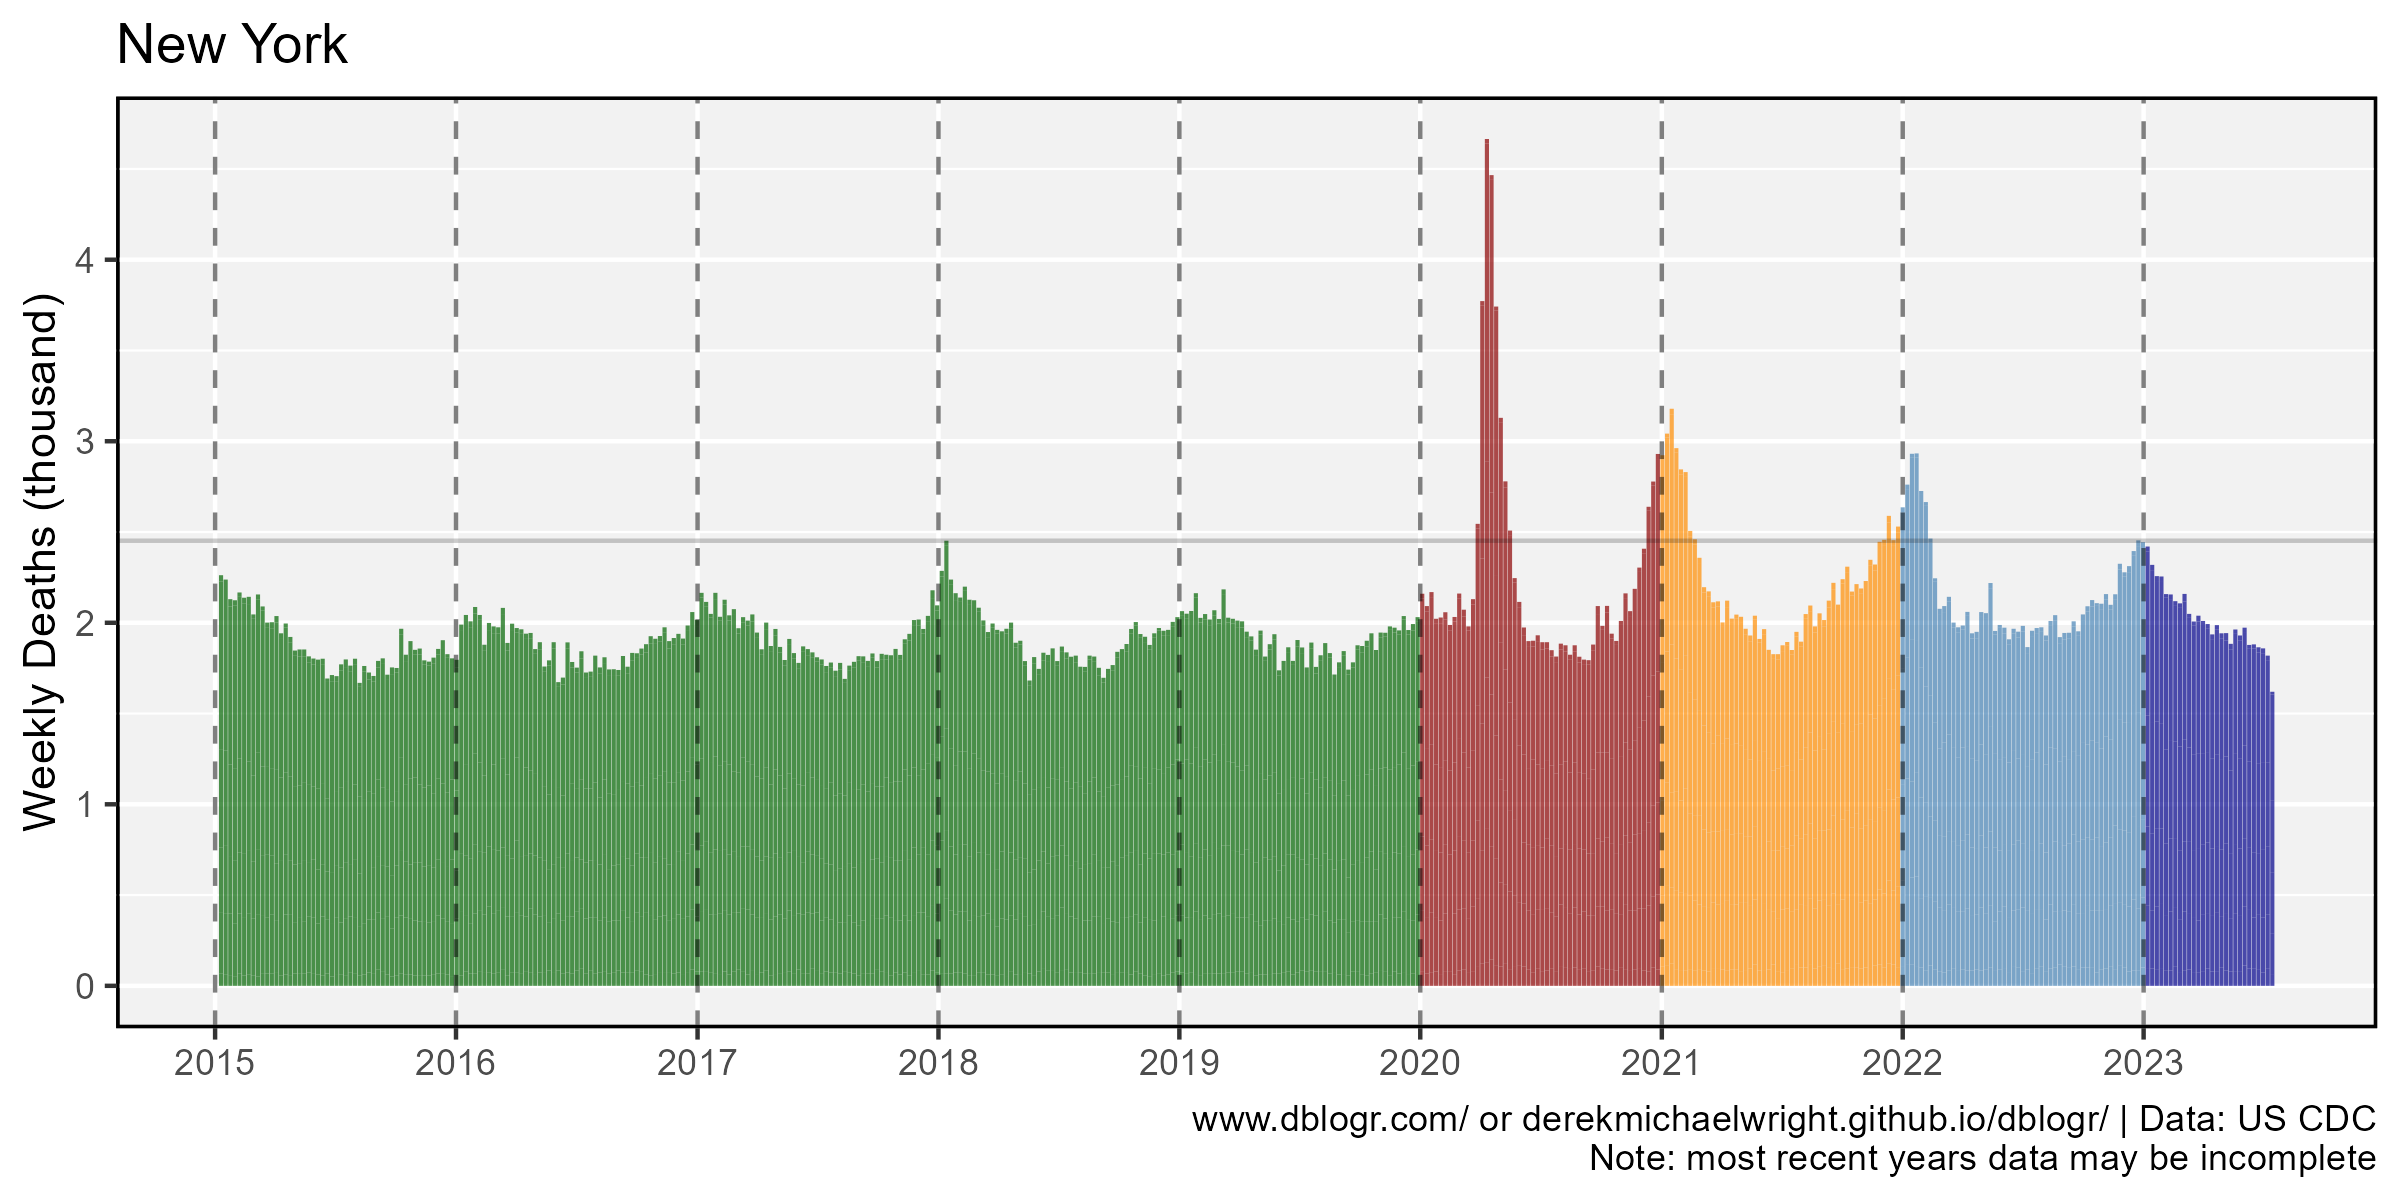 New York
Weekly Deaths (thousand)
4
3
2
1
0
2015 2016 2017 2018 2019 2020 2021 2022 2023
www.dblogr.com/ or derekmichaelwright.github.io/dblogr/ | Data: US CDC
Note: most recent years data may be incomplete